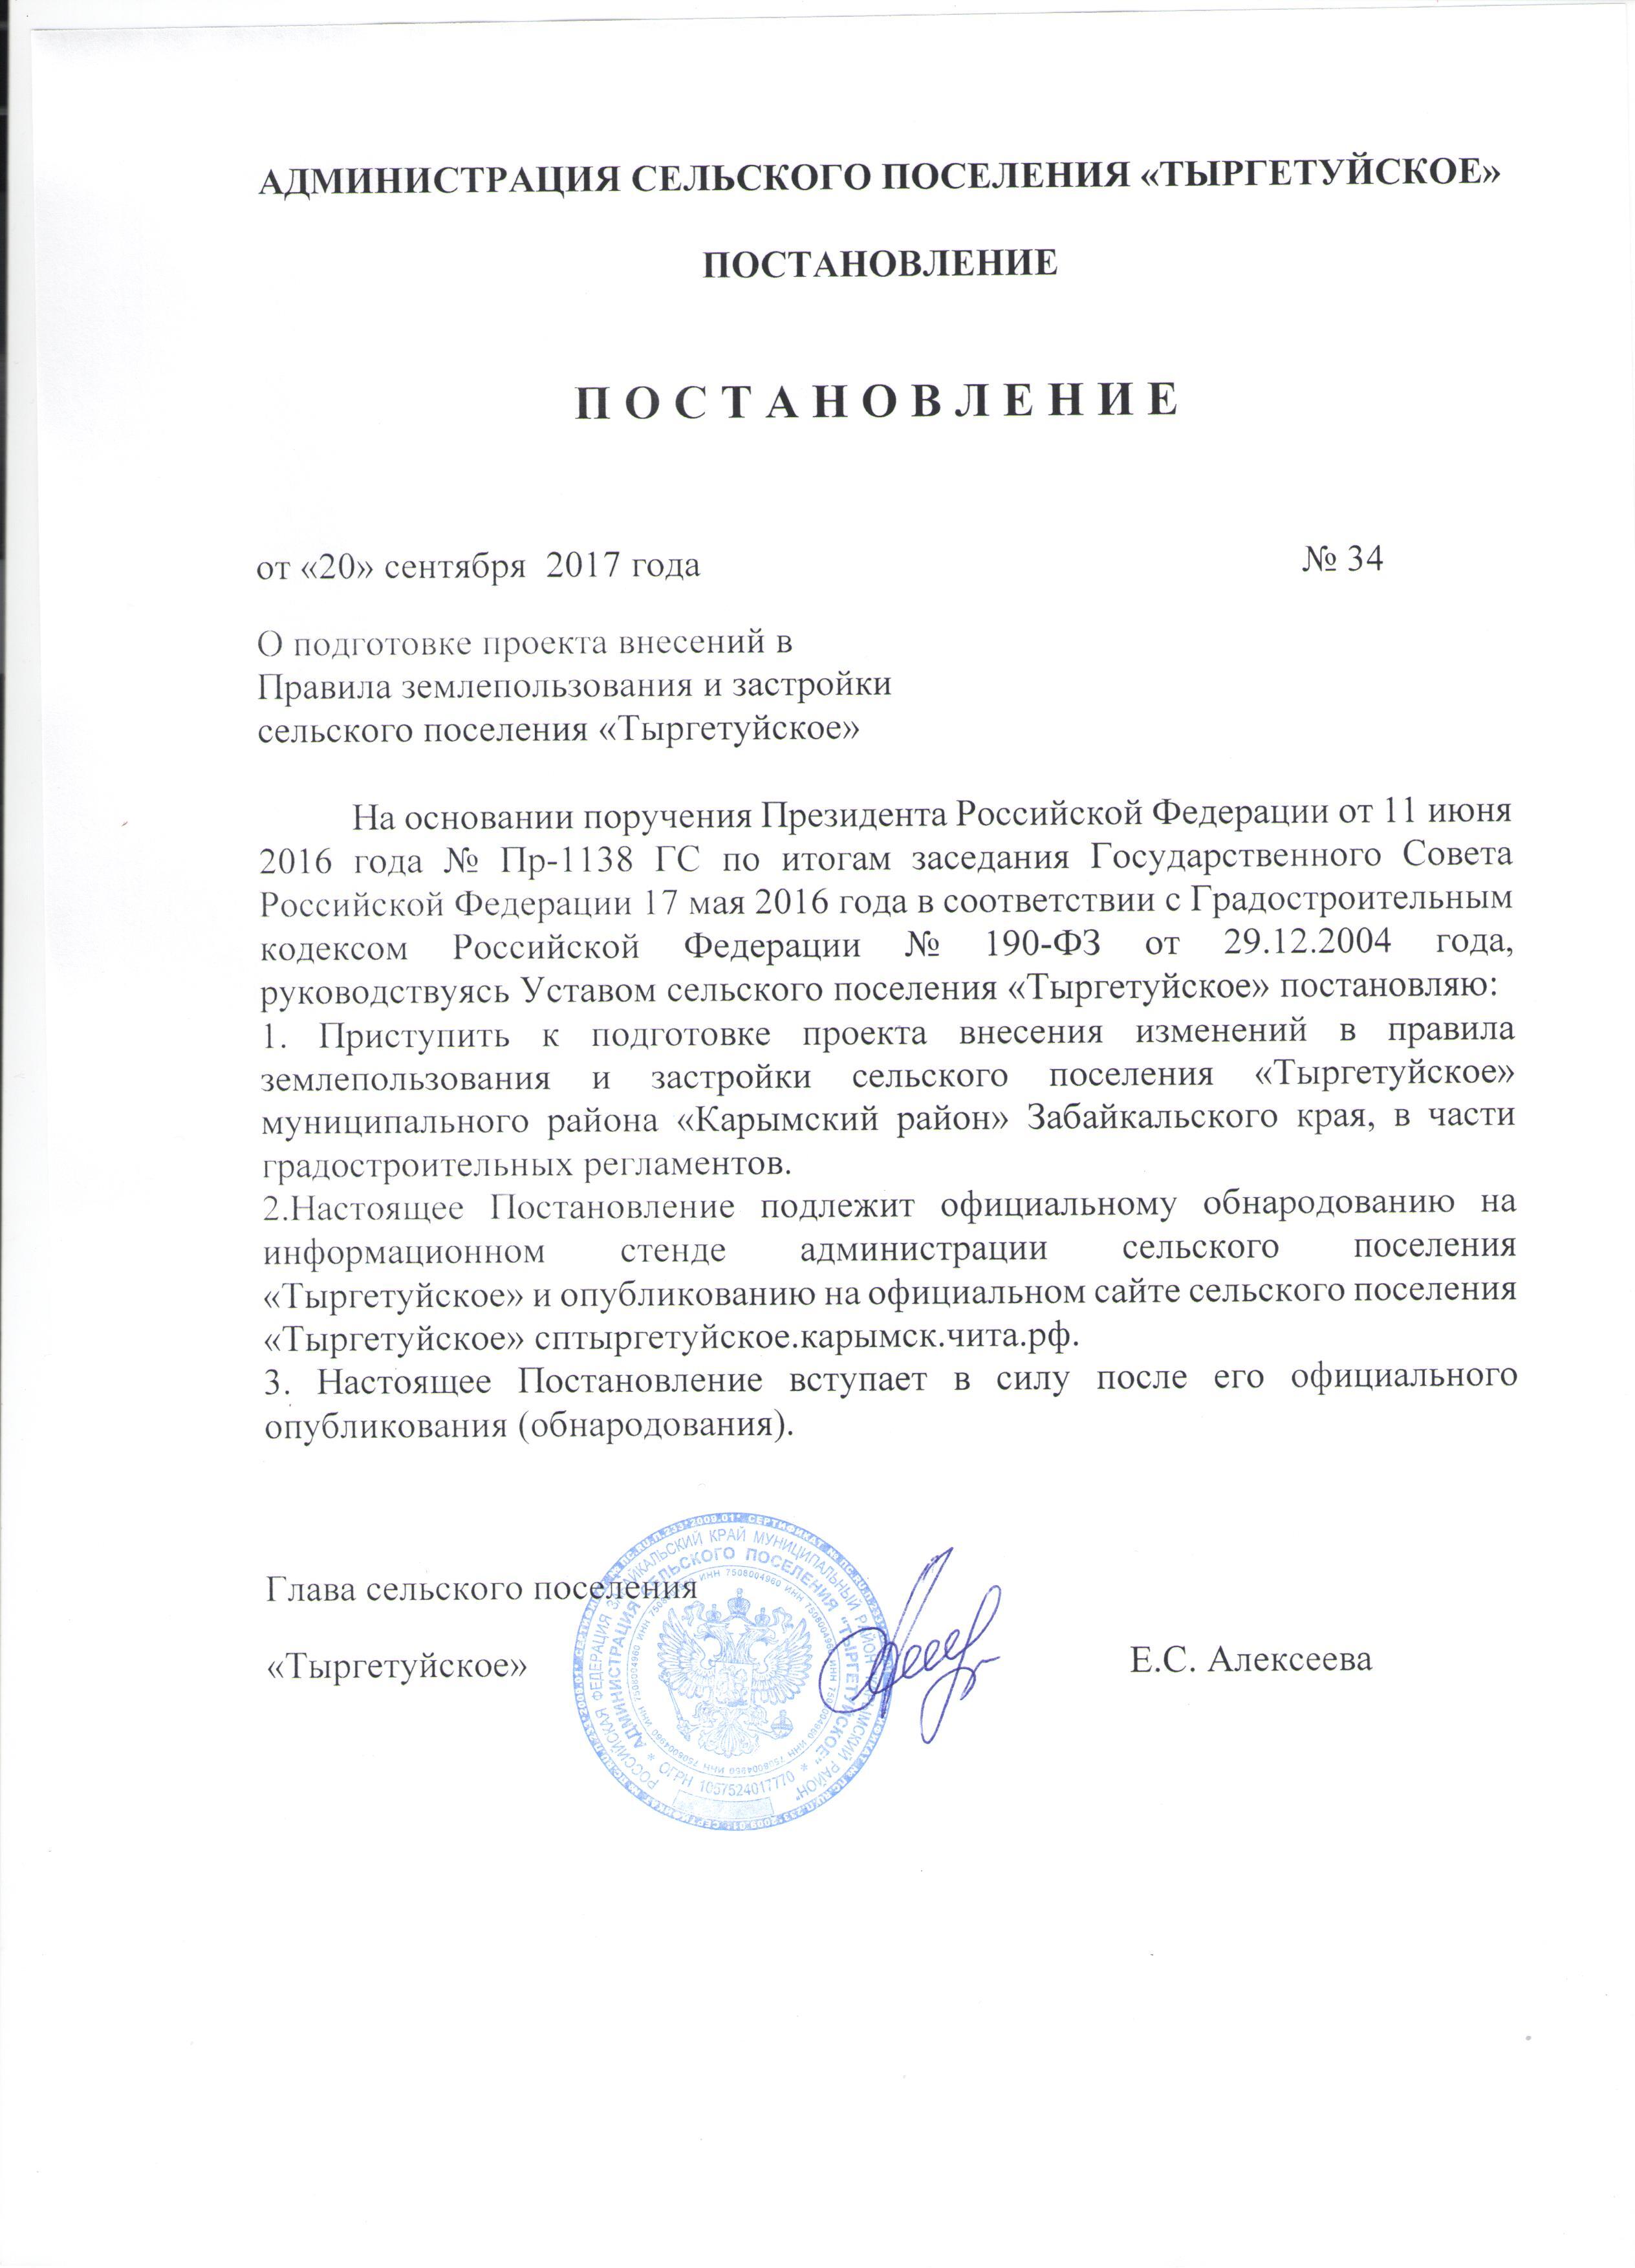 АДМИНИСТРАЦИЯ СЕЛЬСКОГО ПОСЕЛЕНИЯ «ТЫРГЕТУЙСКОЕ»
ПОСТАНОВЛЕНИЕ
П О С Т А Н О В Л Е Н И Е
от «20» сентября 2017 года № 34
О подготовке проекта внесений в
Правила землепользования и застройки
сельского поселения «Тыргетуйское»
На основании поручения Президента Российской Федерации от 11 июня
2016 года № Пр-1138 ГС по итогам заседания Государственного Совета
Российской Федерации 17 мая 2016 года в соответствии с Градостроительным
кодексом Российской Федерации № 190-ФЗ от 29.12.2004 года,
руководствуясь Уставом сельского поселения «Тыргетуйское» постановляю:
1. Приступить к подготовке проекта внесения изменений в правила
землепользования и застройки сельского поселения «Тыргетуйское»
муниципального района «Карымский район» Забайкальского края, в части
градостроительных регламентов.
2.Настоящее Постановление подлежит официальному обнародованию на
информационном стенде администрации сельского поселения
«Тыргетуйское» и опубликованию на официальном сайте сельского поселения
«Тыргетуйское» сптыргетуйское.карымск.чита.рф.
3. Настоящее Постановление вступает в силу после его официального
опубликования (обнародования).
Глава сельского поселения
«Тыргетуйское» Е.С. Алексеева
РОССИЙСКАЯ ФЕДЕРАЦИЯ ЗАБАЙКАЛЬСКИЙ КРАЙ МУНИЦИПАЛЬНЫЙ РАЙОН "КАРЫМСКИЙ РАЙОН"
АДМИНИСТРАЦИЯ СЕЛЬСКОГО ПОСЕЛЕНИЯ "ТЫРГЕТУЙСКОЕ"
* ОГРН 1057524017770 *
ИНН 7508004960